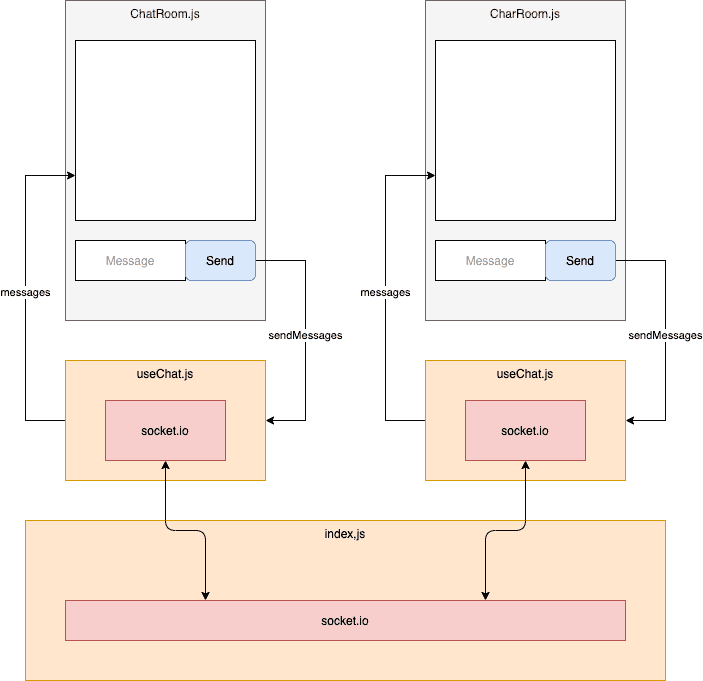 ChatRoom.js
CharRoom.js
Message
Send
Message
Send
messages
messages
sendMessages
sendMessages
useChat.js
useChat.js
socket.io
socket.io
index,js
socket.io